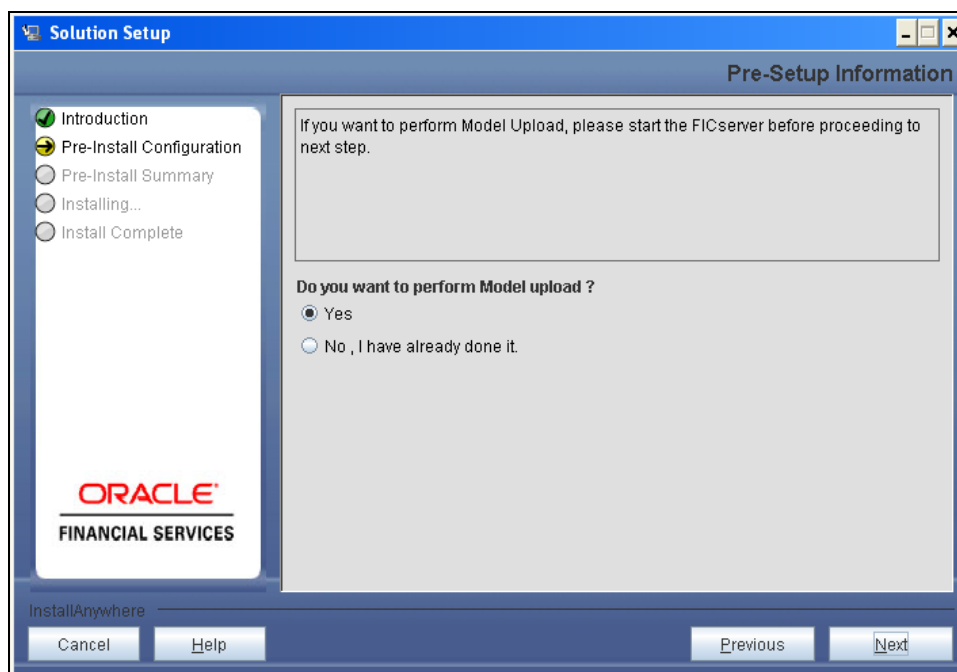 Solution Setup
Pre-Setup Information
Introduction
Pre-Install Configuration
Pre-Install Summary
Installing...
Install Complete
ORACLE
FINANCIAL SERVICES
If you want to perform Model Upload, please start the FICserver before proceeding to
next step.
Do you want to perform Model upload ?
Yes
No , I have already done it.
InstallAnywhere
Cancel
Help
Previous
Next